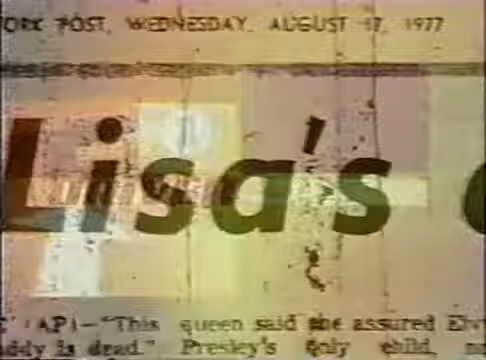 ORK POST, WEDNESDAY, AUGUST 17, 1977
Lisa's
(AP)—"This queen said she assured
addy is dead." Presley's only child,